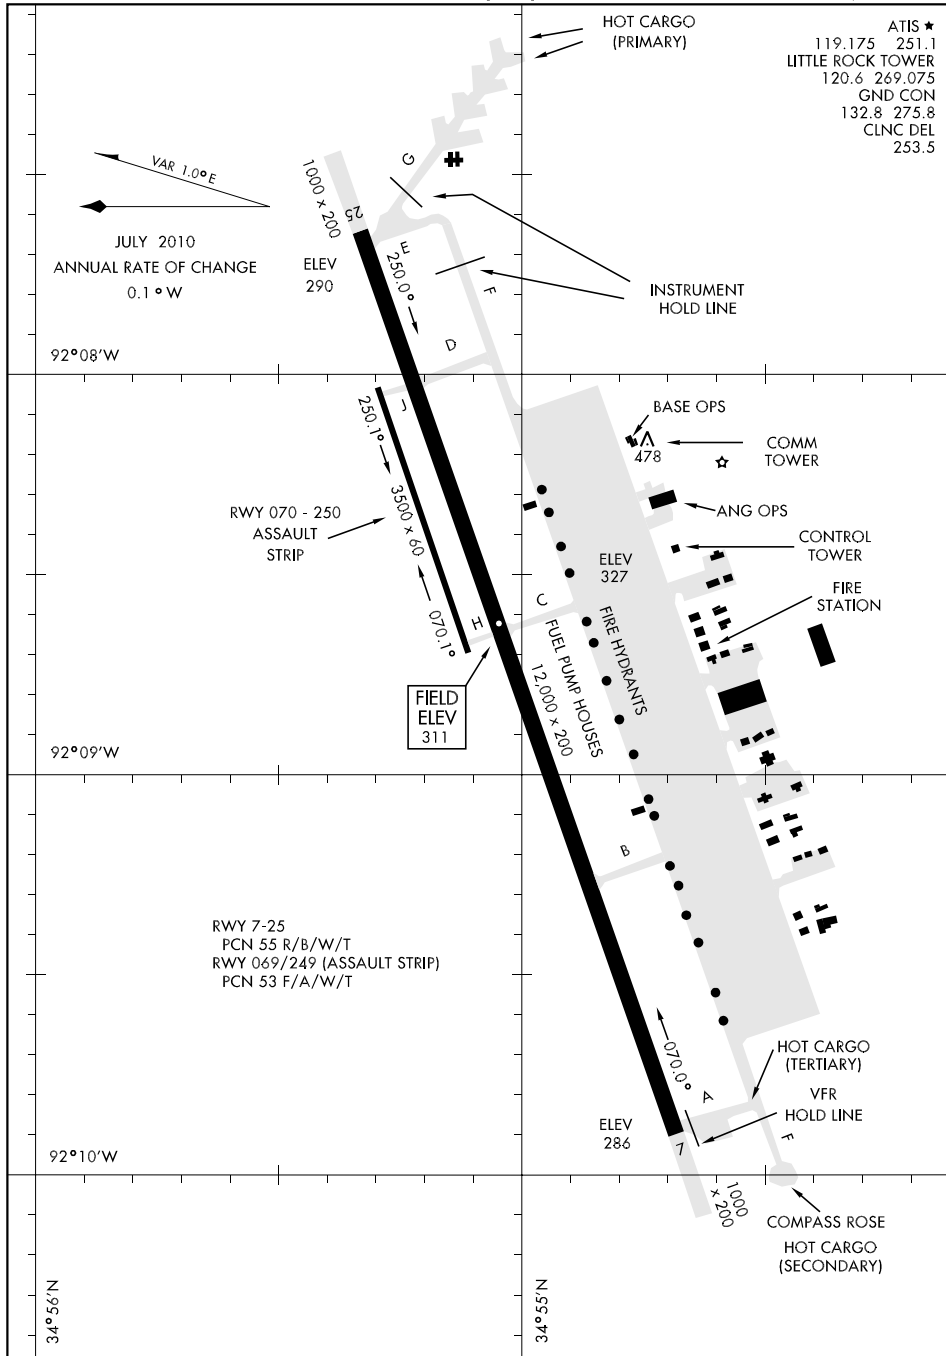 HOT CARGO
(PRIMARY)
ATIS ★
119.175 251.1
LITTLE ROCK TOWER
120.6 269.075
GND CON
132.8 275.8
CLNC DEL
253.5
VAR 1.0° E
JULY 2010
ANNUAL RATE OF CHANGE
0.1 ° W
1000 x 200
25
ELEV
290
G
E
250.0°
F
D
INSTRUMENT
HOLD LINE
92°08'W
J
250.1°
3500 x 60
070.1°
RWY 070 - 250
ASSAULT
STRIP
BASE OPS
478
COMM
TOWER
ANG OPS
CONTROL
TOWER
ELEV
327
FIRE
STATION
C
H
FIRE HYDRANTS
FUEL PUMP HOUSES
12,000 x 200
FIELD
ELEV
311
92°09'W
B
RWY 7-25
PCN 55 R/B/W/T
RWY 069/249 (ASSAULT STRIP)
PCN 53 F/A/W/T
070.0°
A
HOT CARGO
(TERTIARY)
VFR
HOLD LINE
ELEV
286
7
F
92°10'W
1000
x 200
COMPASS ROSE
HOT CARGO
(SECONDARY)
34°56'N
34°55'N